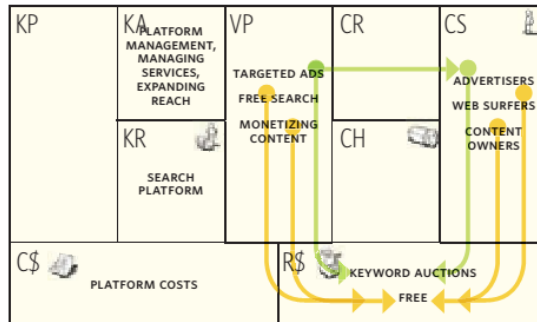 KP
KA
PLATFORM
MANAGEMENT,
MANAGING
SERVICES,
EXPANDING
REACH
KR
SEARCH
PLATFORM
VP
TARGETED ADS
FREE SEARCH
MONETIZING
CONTENT
CR
CH
CS
ADVERTISERS
WEB SURFERS
CONTENT
OWNERS
C$
PLATFORM COSTS
R$
KEYWORD AUCTIONS
FREE